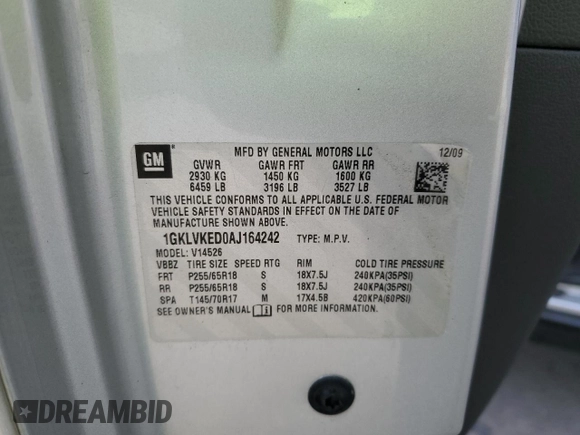 GM
MFD BY GENERAL MOTORS LLC 12/09
GVWR GAWR FRT GAWR RR
2930 KG 1450 KG 1600 KG
6459 LB 3196 LB 3527 LB
THIS VEHICLE CONFORMS TO ALL APPLICABLE U.S. FEDERAL MOTOR
VEHICLE SAFETY STANDARDS IN EFFECT ON THE DATE OF
MANUFACTURE SHOWN ABOVE.
1GKLVKED0AJ164242 TYPE: M.P.V.
MODEL: V14526
VBBZ TIRE SIZE SPEED RTG RIM COLD TIRE PRESSURE
FRT P255/65R18 S 18X7.5J 240KPA(35PSI)
RR P255/65R18 S 18X7.5J 240KPA(35PSI)
SPA T145/70R17 M 17X4.5B 420KPA(60PSI)
SEE OWNER'S MANUAL FOR MORE INFORMATION
DREAMBID